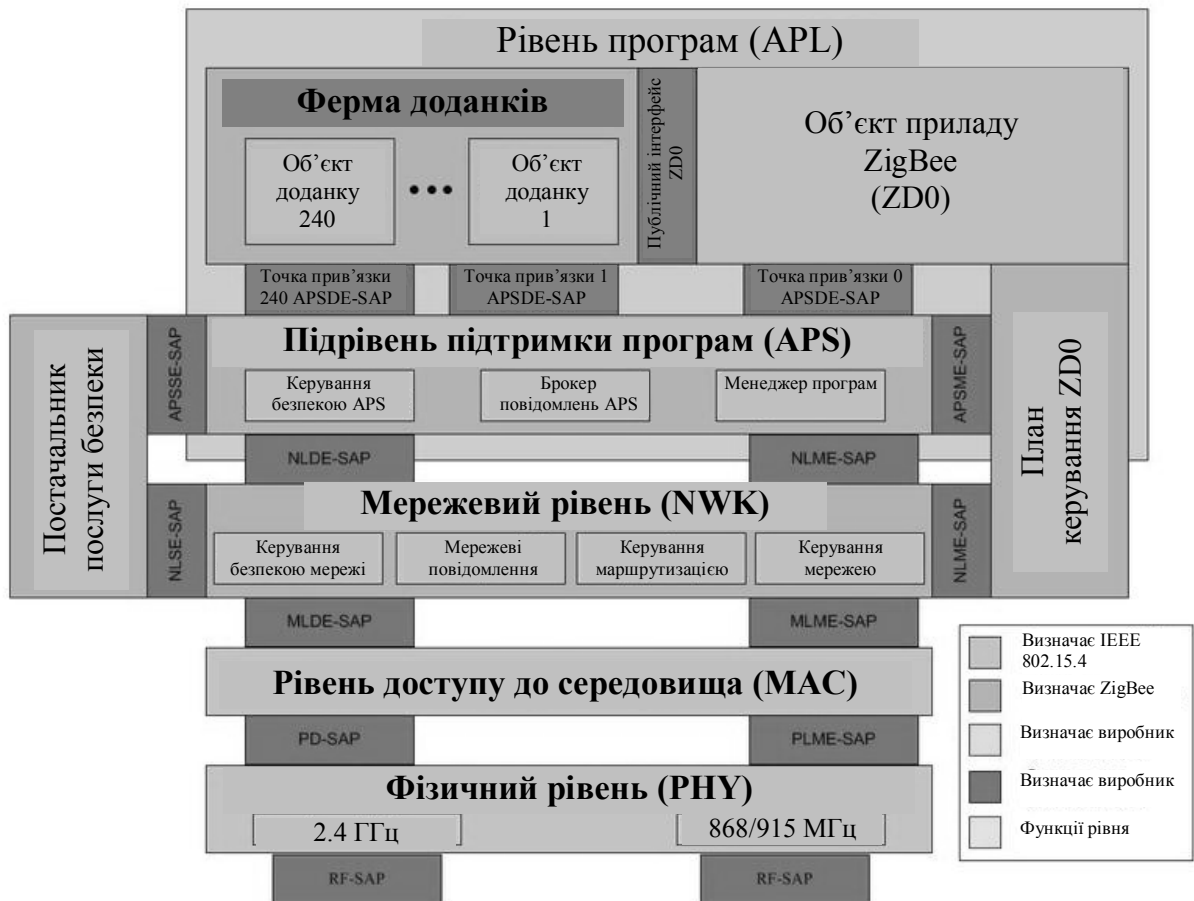 Рівень програм (APL)
Ферма доданків
Об’єкт
доданку
240
•••
Об’єкт
доданку
1
Публічний інтерфейс
ZD0
Об’єкт приладу
ZigBee
(ZD0)
Точка прив’язки
240 APSDE-SAP
Точка прив’язки 1
APSDE-SAP
Точка прив’язки 0
APSDE-SAP
Постачальник
послуги безпеки
APSSE-SAP
Підрівень підтримки програм (APS)
Керування
безпекою APS
Брокер
повідомлень APS
Менеджер програм
APSME-SAP
План
керування ZD0
NLDE-SAP
NLME-SAP
NLSE-SAP
Мережевий рівень (NWK)
Керування
безпекою мережі
Мережеві
повідомлення
Керування
маршрутизацією
Керування
мережею
NLME-SAP
MLDE-SAP
MLME-SAP
Рівень доступу до середовища (MAC)
PD-SAP
PLME-SAP
Фізичний рівень (PHY)
2.4 ГГц
868/915 МГц
RF-SAP
RF-SAP
Визначає IEEE
802.15.4
Визначає ZigBee
Визначає виробник
Визначає виробник
Функції рівня